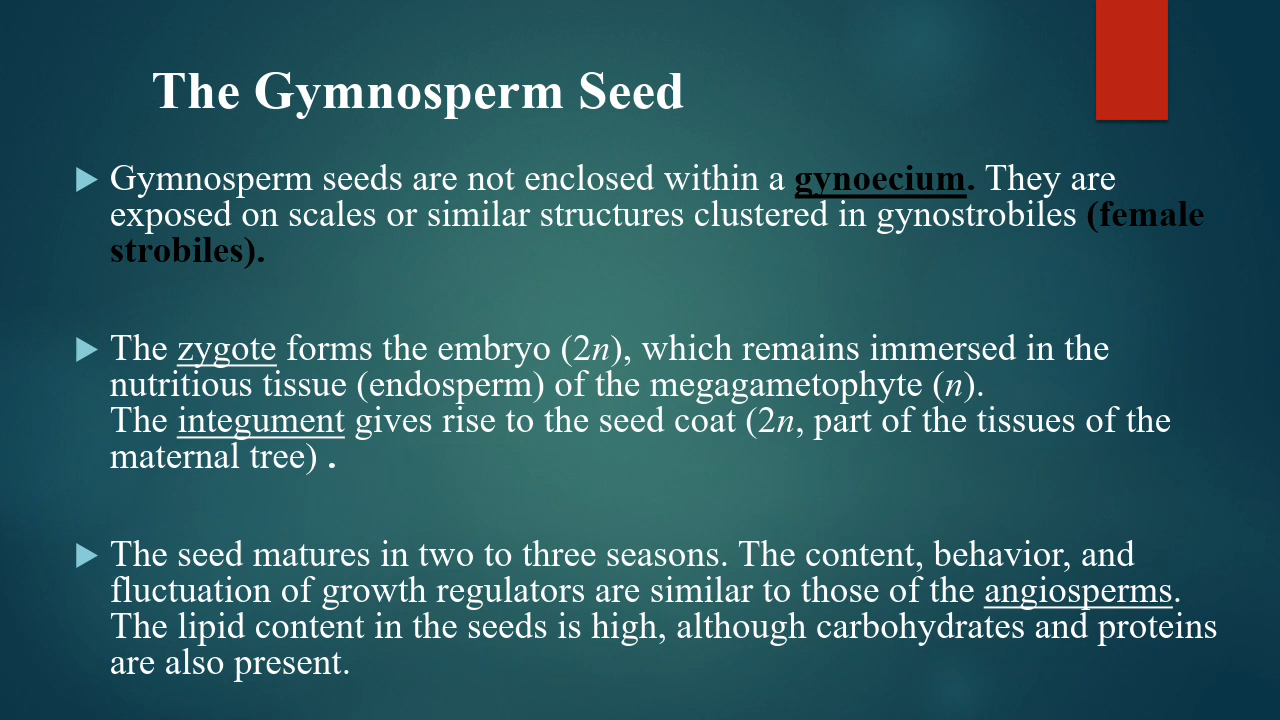 The Gymnosperm Seed
Gymnosperm seeds are not enclosed within a gynoecium. They are
exposed on scales or similar structures clustered in gynostrobiles (female
strobiles).
The zygote forms the embryo (2n), which remains immersed in the
nutritious tissue (endosperm) of the megagametophyte (n).
The integument gives rise to the seed coat (2n, part of the tissues of the
maternal tree) .
The seed matures in two to three seasons. The content, behavior, and
fluctuation of growth regulators are similar to those of the angiosperms.
The lipid content in the seeds is high, although carbohydrates and proteins
are also present.